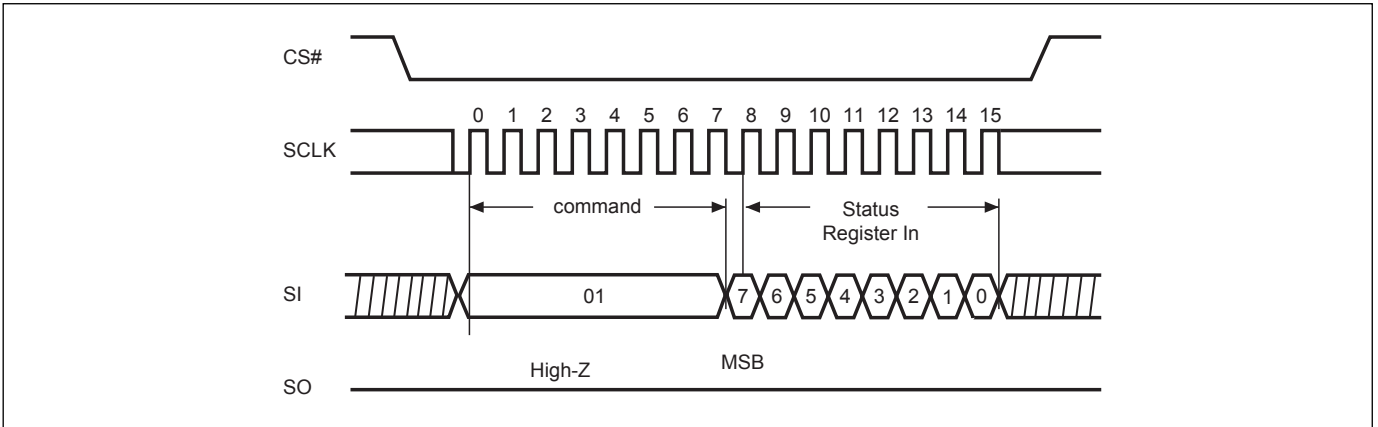 CS#
0 1 2 3 4 5 6 7 8 9 10 11 12 13 14 15
SCLK
command
Status
Register In
SI
01
7 6 5 4 3 2 1 0
High-Z
MSB
SO